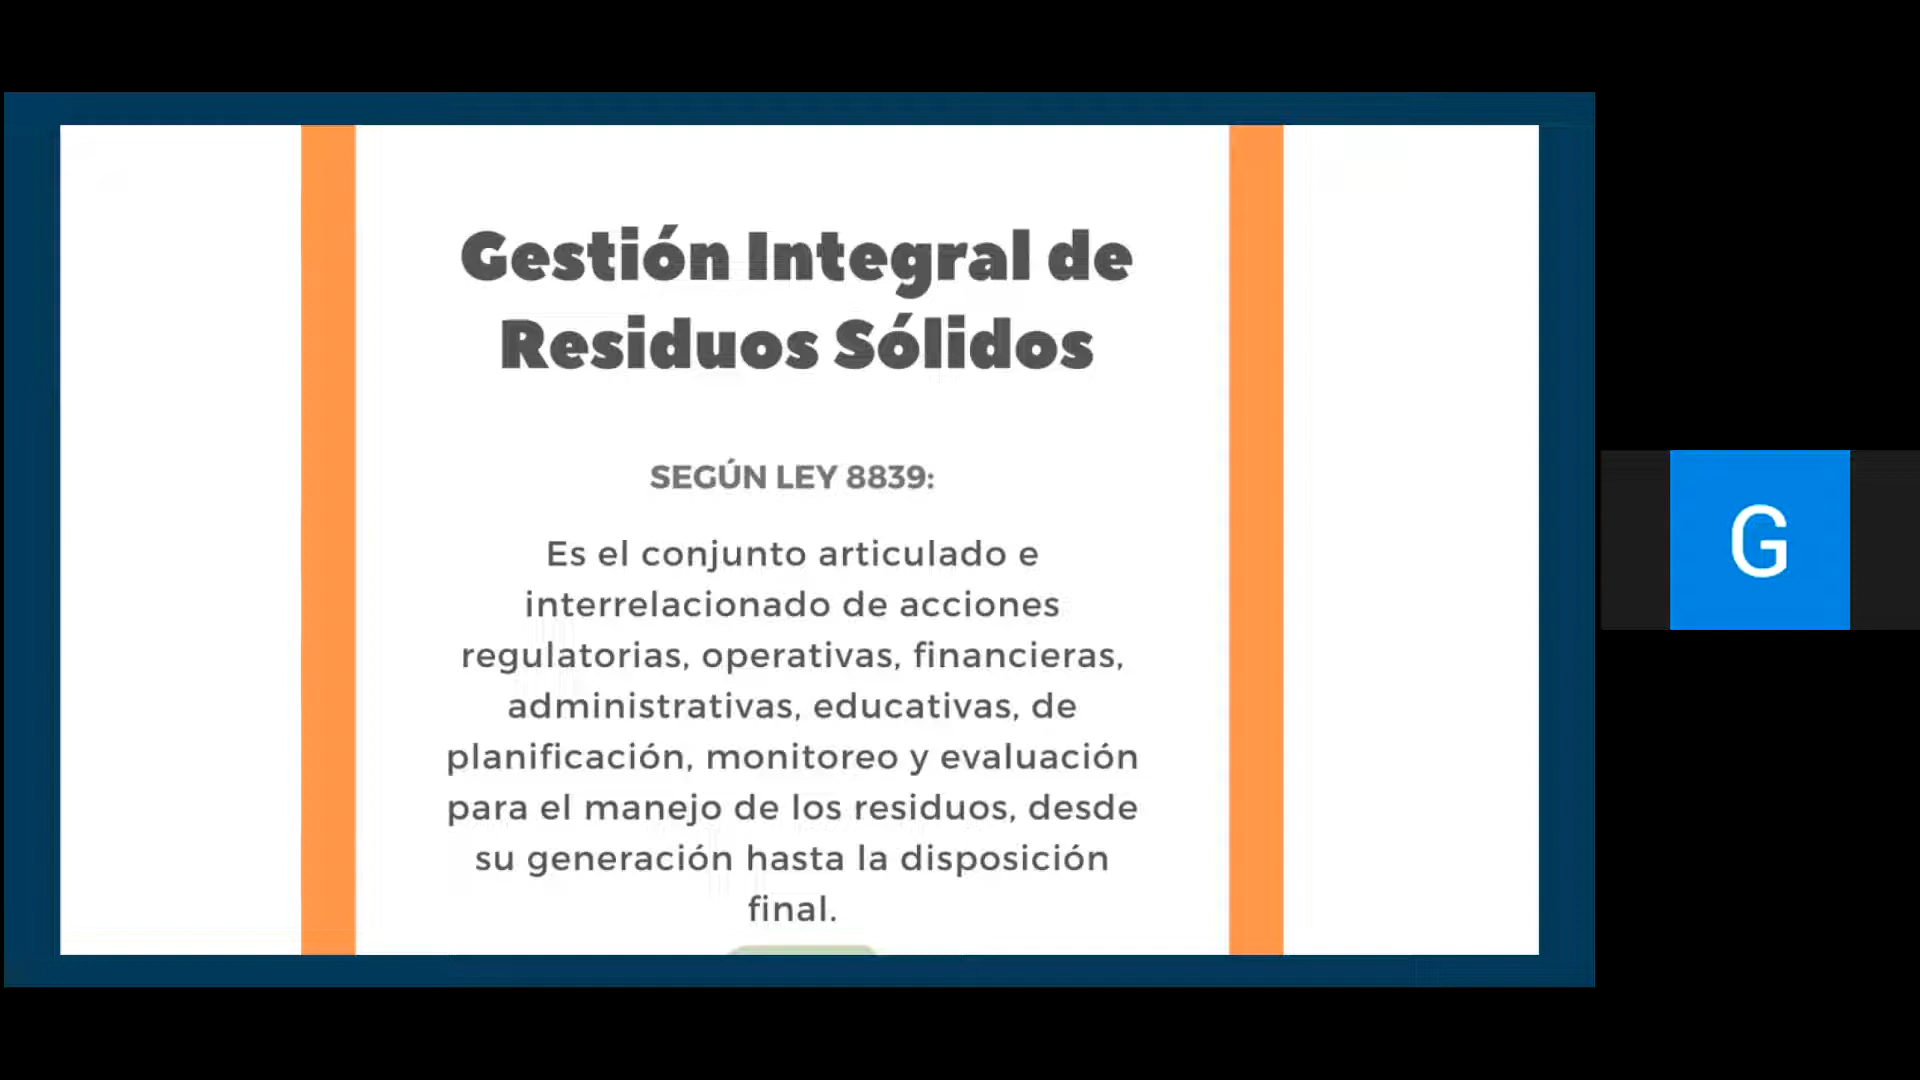 Gestión Integral de
Residuos Sólidos
SEGÚN LEY 8839:
Es el conjunto articulado e
interrelacionado de acciones
regulatorias, operativas, financieras,
administrativas, educativas, de
planificación, monitoreo y evaluación
para el manejo de los residuos, desde
su generación hasta la disposición
final.
G